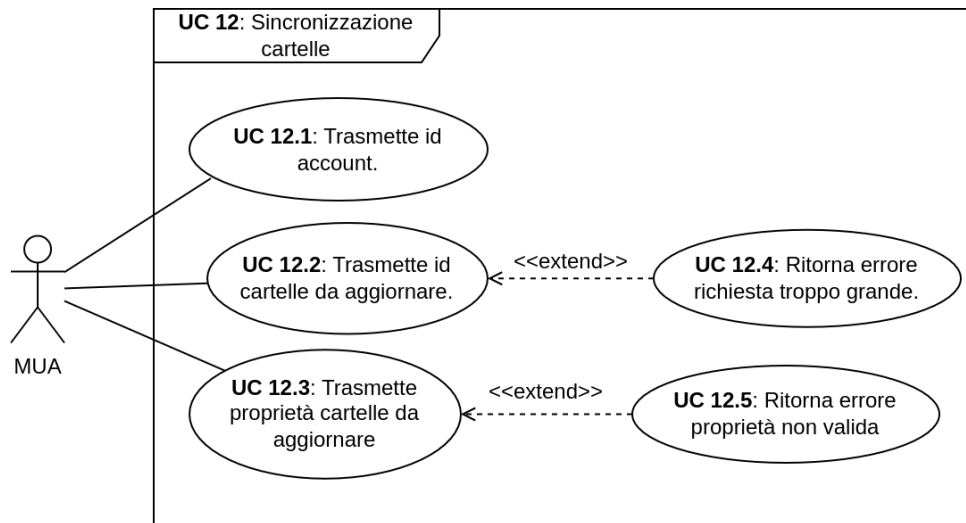 UC 12: Sincronizzazione
cartelle
UC 12.1: Trasmette id
account.
UC 12.2: Trasmette id
cartelle da aggiornare.
<<extend>>
UC 12.4: Ritorna errore
richiesta troppo grande.
MUA
UC 12.3: Trasmette
proprietà cartelle da
aggiornare
<<extend>>
UC 12.5: Ritorna errore
proprietà non valida